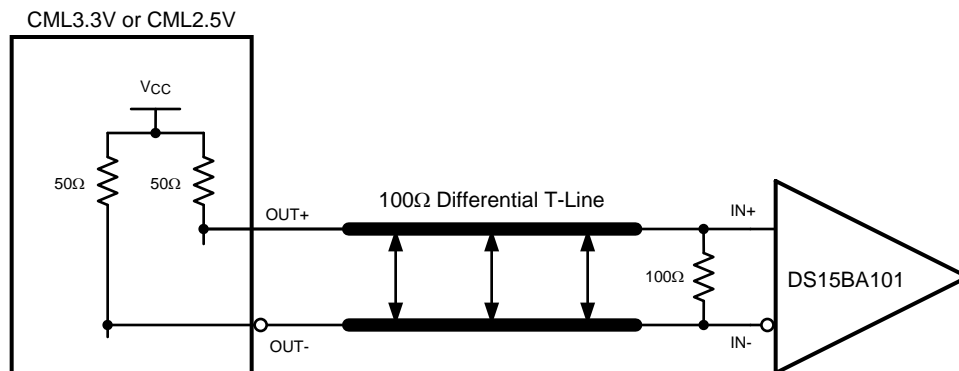 CML3.3V or CML2.5V
VCC
50Ω
50Ω
OUT+
100Ω Differential T-Line
IN+
100Ω
DS15BA101
OUT-
IN-